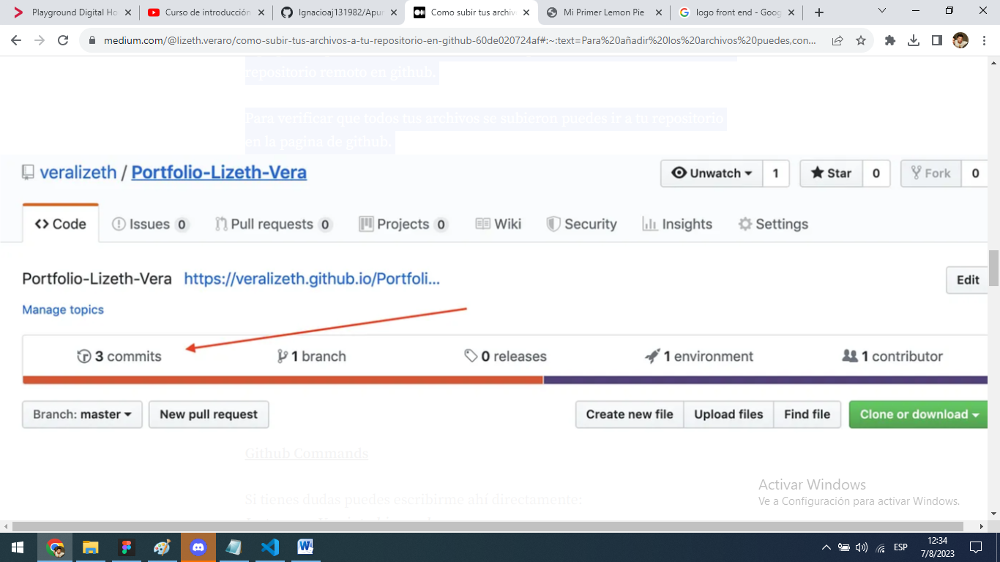 Playground Digital Ho
Curso de introducción
Ignacioaj131982/Apur
Como subir tus archiv
Mi Primer Lemon Pie
logo front end - Goog
medium.com/@lizeth.veraro/como-subir-tus-archivos-a-tu-repositorio-en-github-60de020724af#:~:text=Para%20añadir%20los%20archivos%20puedes,con...
repositorio remoto en github.
Para verificar que todos tus archivos se subieron puedes ir a tu repositorio
en la pagina de github.
veralizeth / Portfolio-Lizeth-Vera
Unwatch 1
Star 0
Fork 0
Code
Issues 0
Pull requests 0
Projects 0
Wiki
Security
Insights
Settings
Portfolio-Lizeth-Vera https://veralizeth.github.io/Portfoli...
Edit
Manage topics
3 commits
1 branch
0 releases
1 environment
1 contributor
Branch: master
New pull request
Create new file
Upload files
Find file
Clone or download
Github Commands
Si tienes dudas puedes escribirme ahí directamente:
Activar Windows
Ve a Configuración para activar Windows.
ESP
12:34
7/8/2023